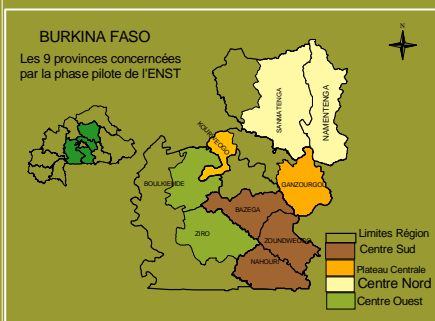 BURKINA FASO
Les 9 provinces concerncées
par la phase pilote de l'ENST
N
SANMATENGA
NAMENTENGA
BOULKIEMDE
GANZOURGOU
BAZEGA
ZIRO
ZOUNDWEOGO
NAHOURI
Limites Région
Centre Sud
Plateau Centrale
Centre Nord
Centre Ouest